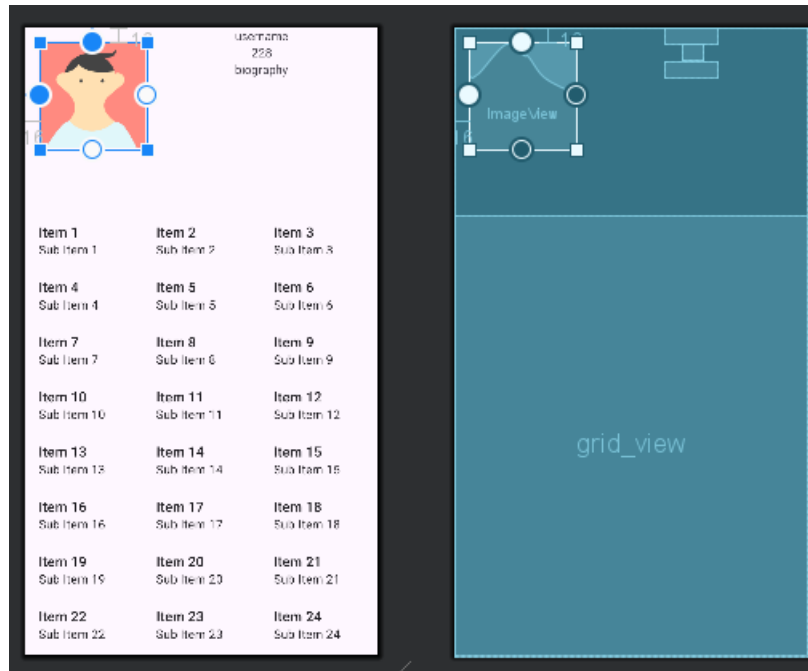 16
username
228
biography
16
Item 1 Item 2 Item 3
Sub Item 1 Sub Item 2 Sub Item 3
Item 4 Item 5 Item 6
Sub Item 4 Sub Item 5 Sub Item 6
Item 7 Item 8 Item 9
Sub Item 7 Sub Item 8 Sub Item 9
Item 10 Item 11 Item 12
Sub Item 10 Sub Item 11 Sub Item 12
Item 13 Item 14 Item 15
Sub Item 13 Sub Item 14 Sub Item 15
Item 16 Item 17 Item 18
Sub Item 16 Sub Item 17 Sub Item 18
Item 19 Item 20 Item 21
Sub Item 19 Sub Item 20 Sub Item 21
Item 22 Item 23 Item 24
Sub Item 22 Sub Item 23 Sub Item 24
16
ImageView
16
grid_view